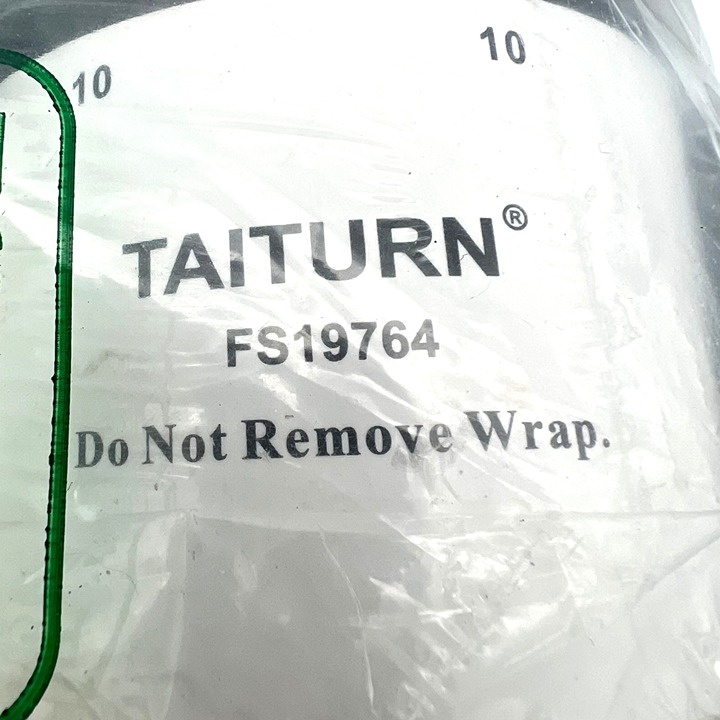 10
10
TAITURN®
FS19764
Do Not Remove Wrap.